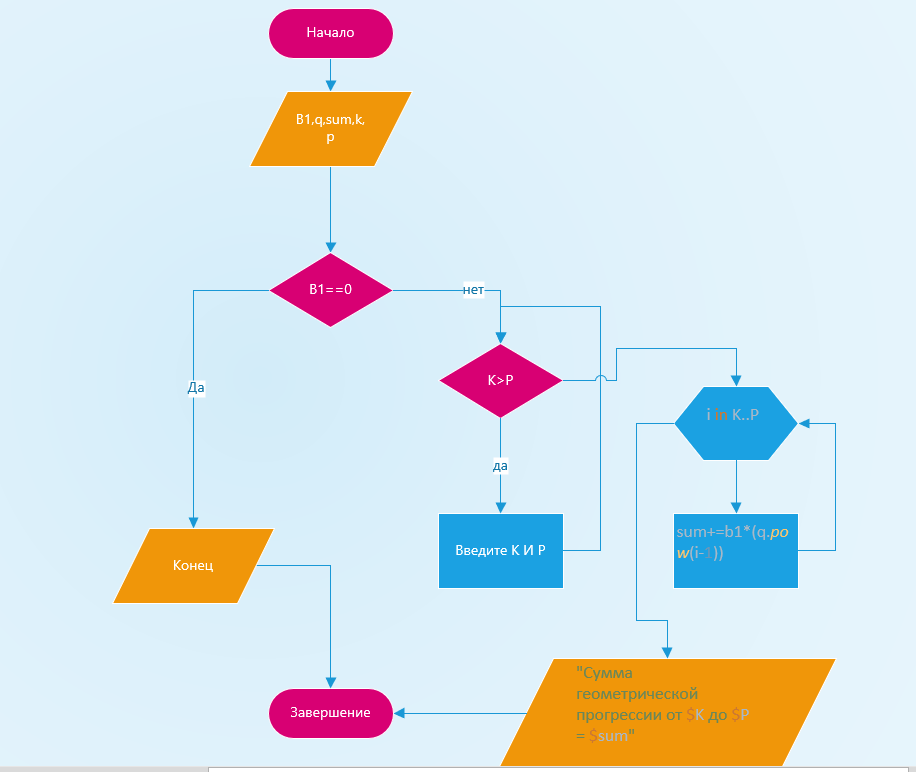 Начало
B1,q,sum,k,
p
B1==0
нет
K>P
Да
i in K..P
да
sum+=b1*(q.po
w(i-1))
Введите К И Р
Конец
"Сумма
геометрической
прогрессии от $K до $P
= $sum"
Завершение